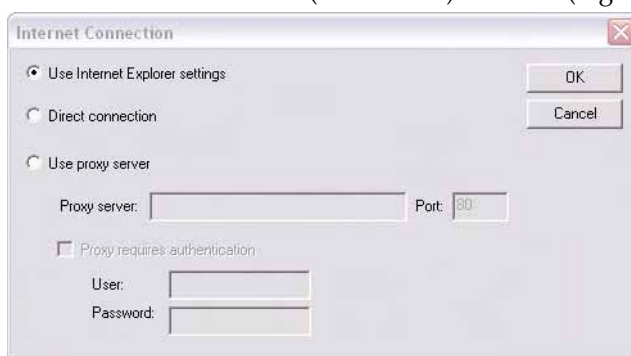 Internet Connection
Use Internet Explorer settings
OK
Direct connection
Cancel
Use proxy server
Proxy server:
Port: 80
Proxy requires authentication
User:
Password: